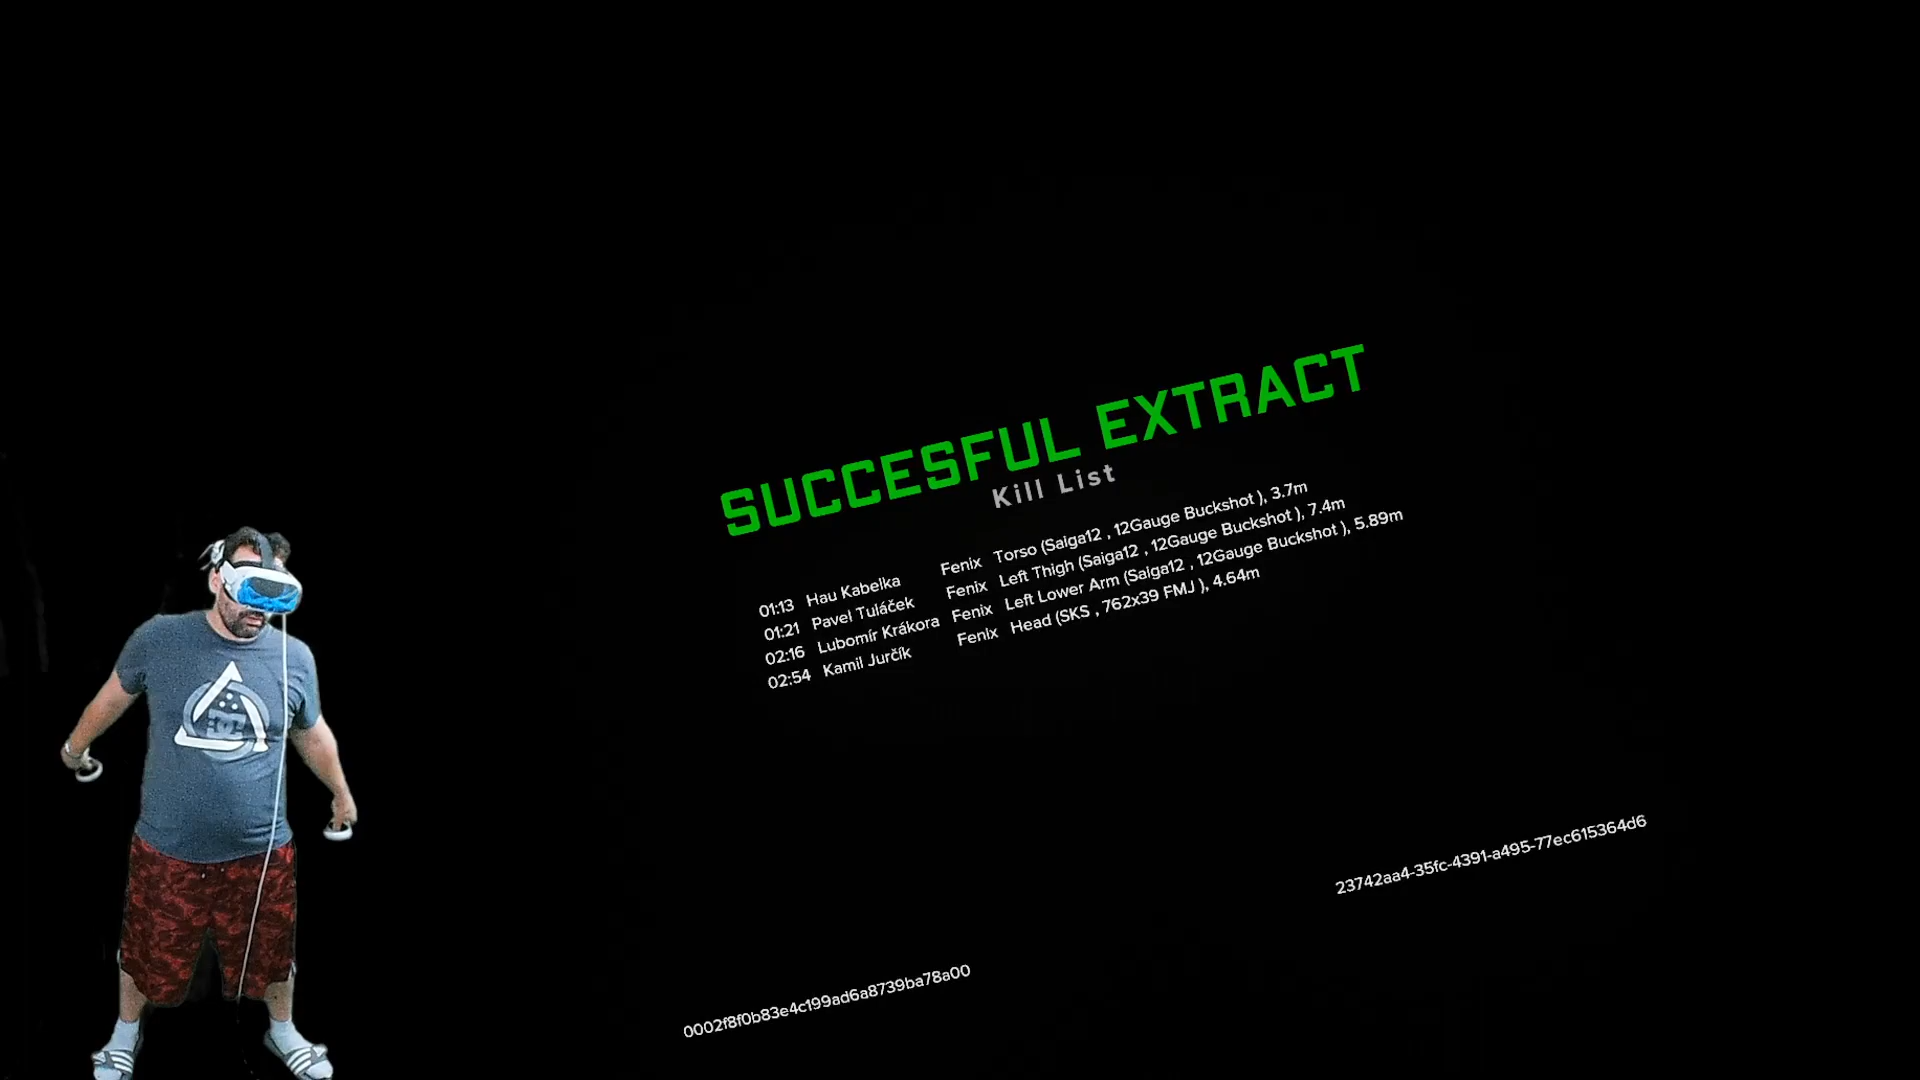 SUCCESFUL EXTRACT
Kill List
01:13 Hau Kabelka Fenix Torso (Saiga12 , 12Gauge Buckshot ), 3.7m
01:21 Pavel Tuláček Fenix Left Thigh (Saiga12 , 12Gauge Buckshot ), 7.4m
02:16 Lubomír Krákora Fenix Left Lower Arm (Saiga12 , 12Gauge Buckshot ), 5.89m
02:54 Kamil Jurčík Fenix Head (SKS , 762x39 FMJ ), 4.64m
23742aa4-35fc-4391-a495-77ec615364d6
0002f8f0b83e4c199ad6a8739ba78a00